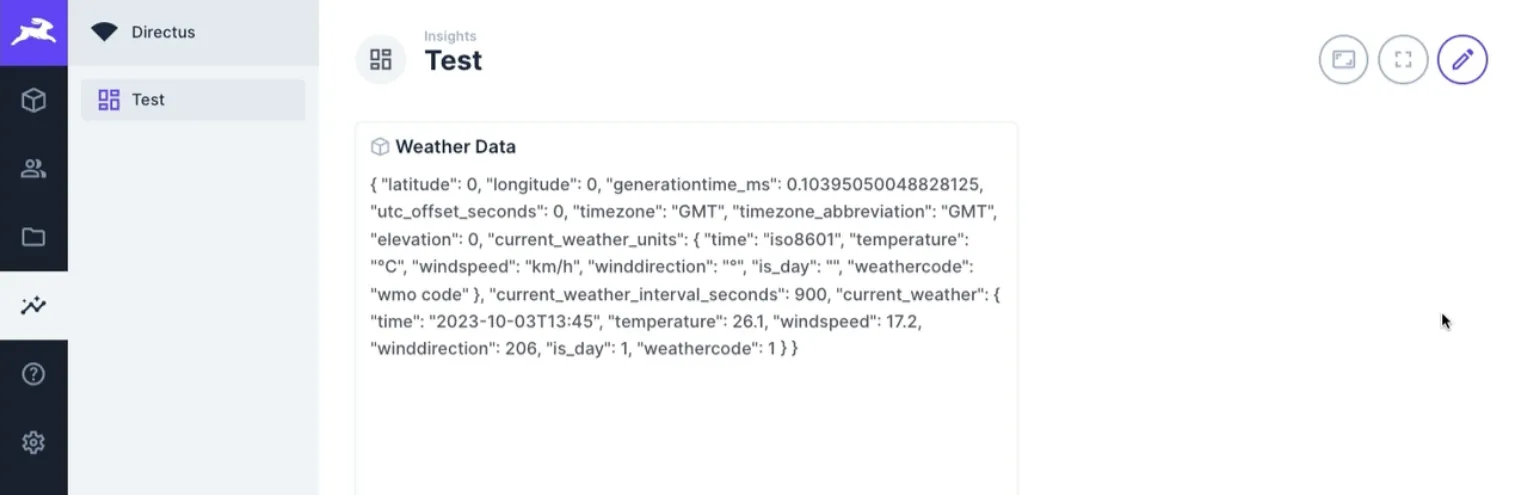 Directus
Test
Insights
Test
Weather Data
{ "latitude": 0, "longitude": 0, "generationtime_ms": 0.10395050048828125,
"utc_offset_seconds": 0, "timezone": "GMT", "timezone_abbreviation": "GMT",
"elevation": 0, "current_weather_units": { "time": "iso8601", "temperature":
"°C", "windspeed": "km/h", "winddirection": "°", "is_day": "", "weathercode":
"wmo code" }, "current_weather_interval_seconds": 900, "current_weather": {
"time": "2023-10-03T13:45", "temperature": 26.1, "windspeed": 17.2,
"winddirection": 206, "is_day": 1, "weathercode": 1 } }